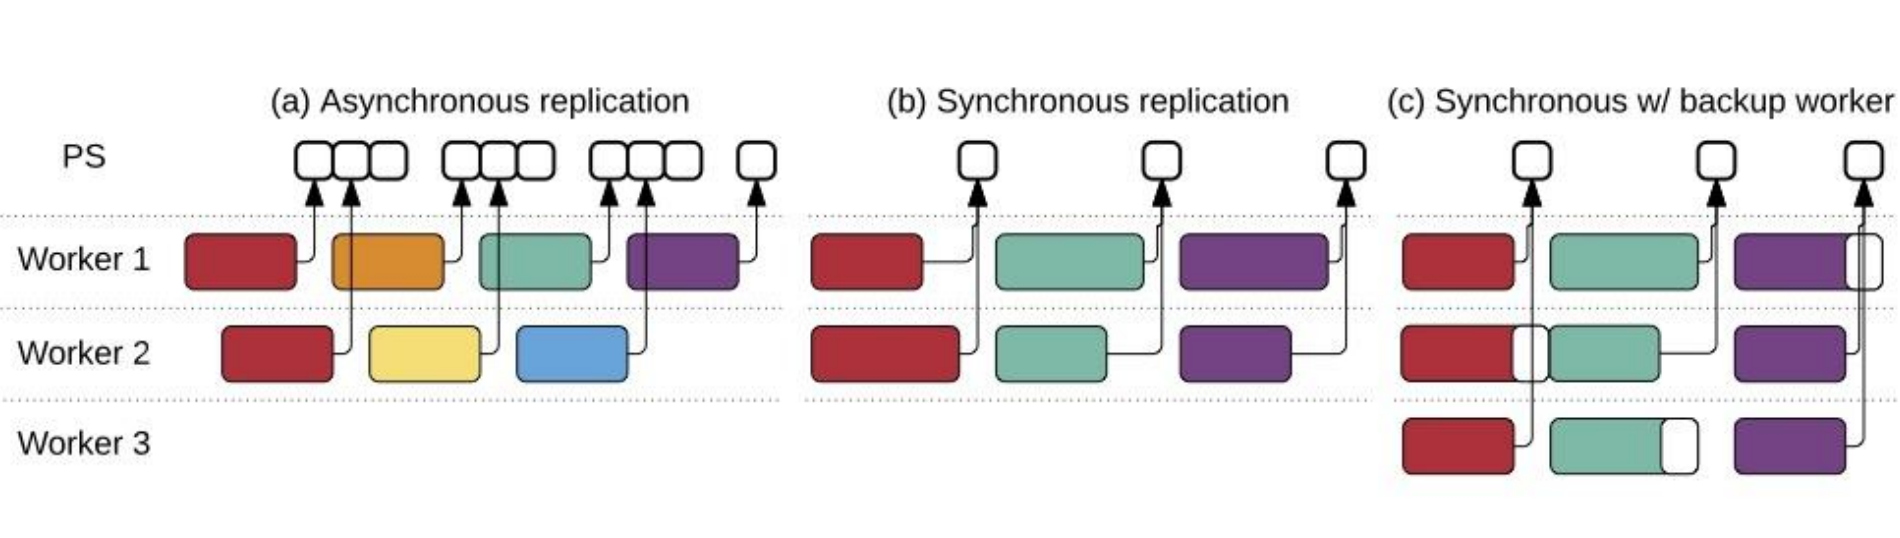 (a) Asynchronous replication
(b) Synchronous replication
(c) Synchronous w/ backup worker
PS
Worker 1
Worker 2
Worker 3